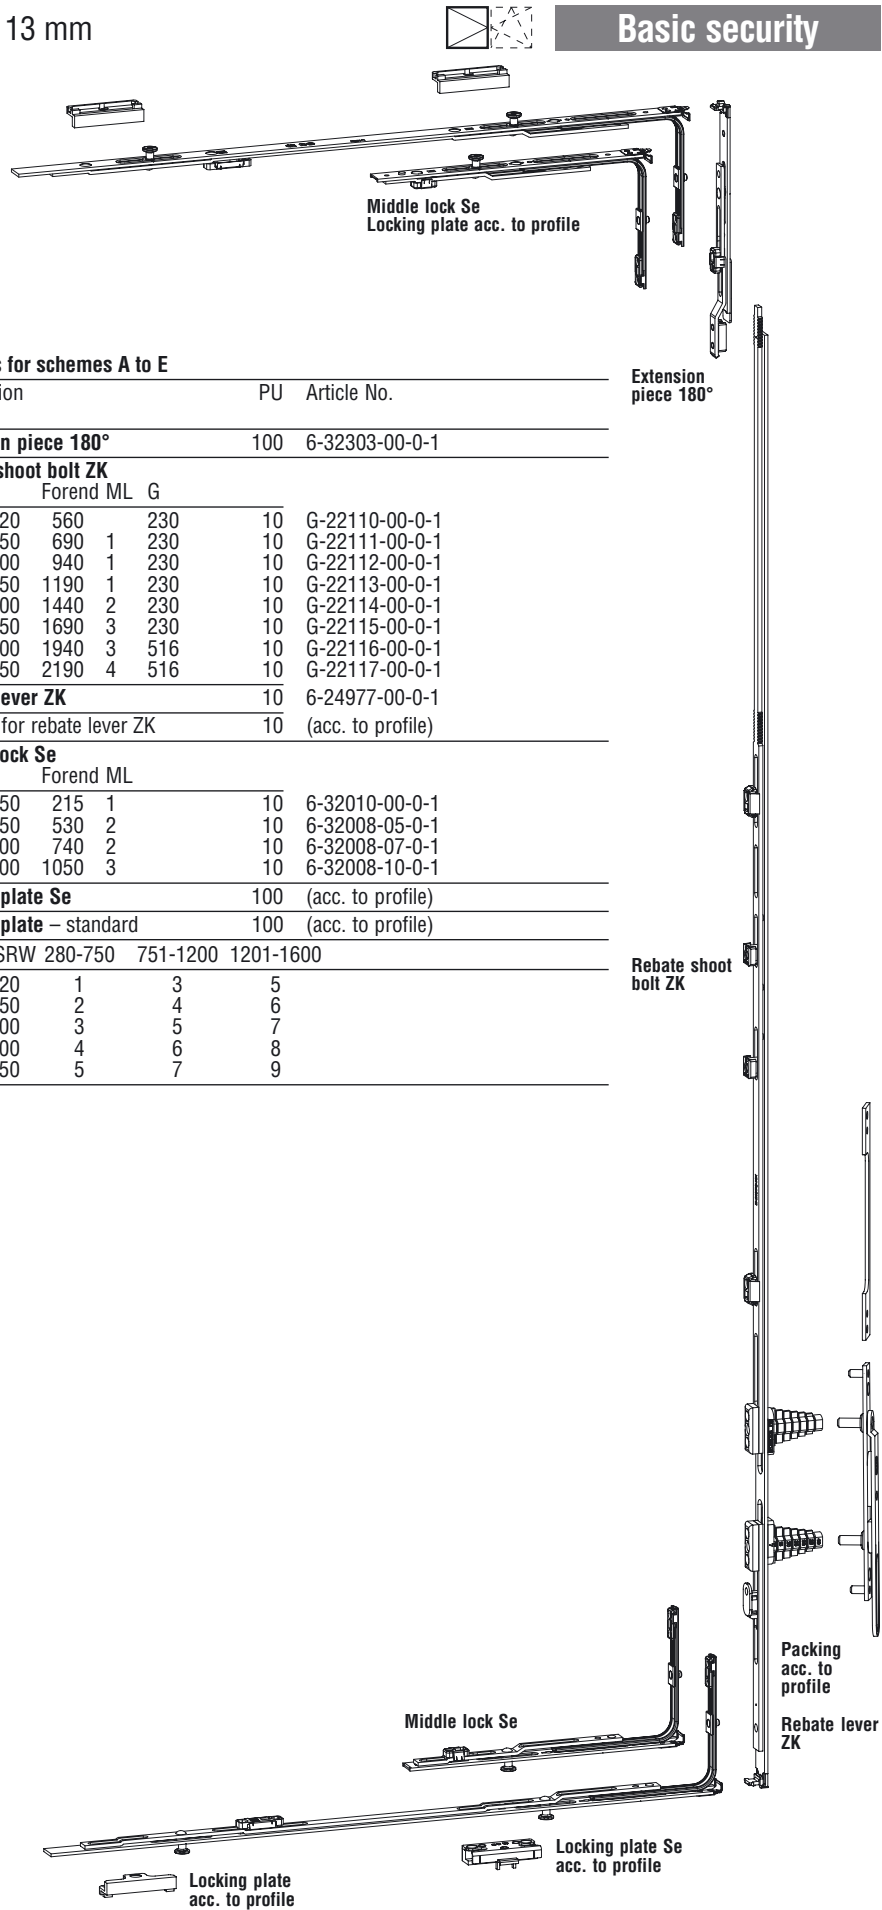 13 mm
Basic security
Middle lock Se
Locking plate acc. to profile
Extension
piece 180°
s for schemes A to E
ion PU Article No.
n piece 180° 100 6-32303-00-0-1
shoot bolt ZK
Forend ML G
20 560 230 10 G-22110-00-0-1
50 690 1 230 10 G-22111-00-0-1
00 940 1 230 10 G-22112-00-0-1
50 1190 1 230 10 G-22113-00-0-1
00 1440 2 230 10 G-22114-00-0-1
50 1690 3 230 10 G-22115-00-0-1
00 1940 3 516 10 G-22116-00-0-1
50 2190 4 516 10 G-22117-00-0-1
ever ZK 10 6-24977-00-0-1
for rebate lever ZK 10 (acc. to profile)
ock Se
Forend ML
50 215 1 10 6-32010-00-0-1
50 530 2 10 6-32008-05-0-1
00 740 2 10 6-32008-07-0-1
00 1050 3 10 6-32008-10-0-1
plate Se 100 (acc. to profile)
plate – standard 100 (acc. to profile)
SRW 280-750 751-1200 1201-1600
20 1 3 5
50 2 4 6
00 3 5 7
00 4 6 8
50 5 7 9
Rebate shoot
bolt ZK
Packing
acc. to
profile
Rebate lever
ZK
Middle lock Se
Locking plate Se
acc. to profile
Locking plate
acc. to profile